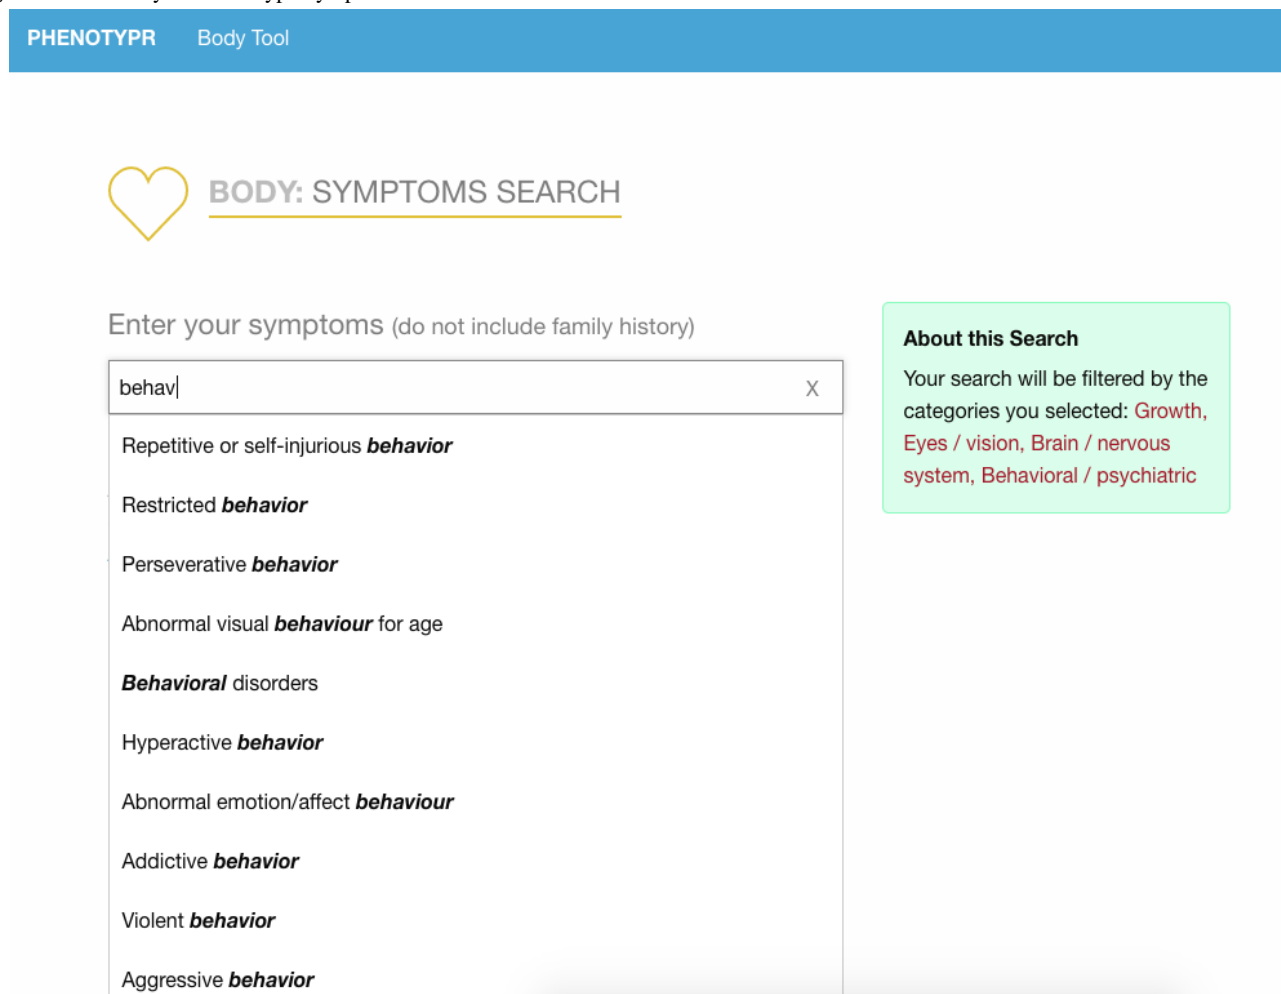 PHENOTYPR Body Tool
BODY: SYMPTOMS SEARCH
Enter your symptoms (do not include family history)
behav X
Repetitive or self-injurious behavior
Restricted behavior
Perseverative behavior
Abnormal visual behaviour for age
Behavioral disorders
Hyperactive behavior
Abnormal emotion/affect behaviour
Addictive behavior
Violent behavior
Aggressive behavior
About this Search
Your search will be filtered by the
categories you selected: Growth,
Eyes / vision, Brain / nervous
system, Behavioral / psychiatric